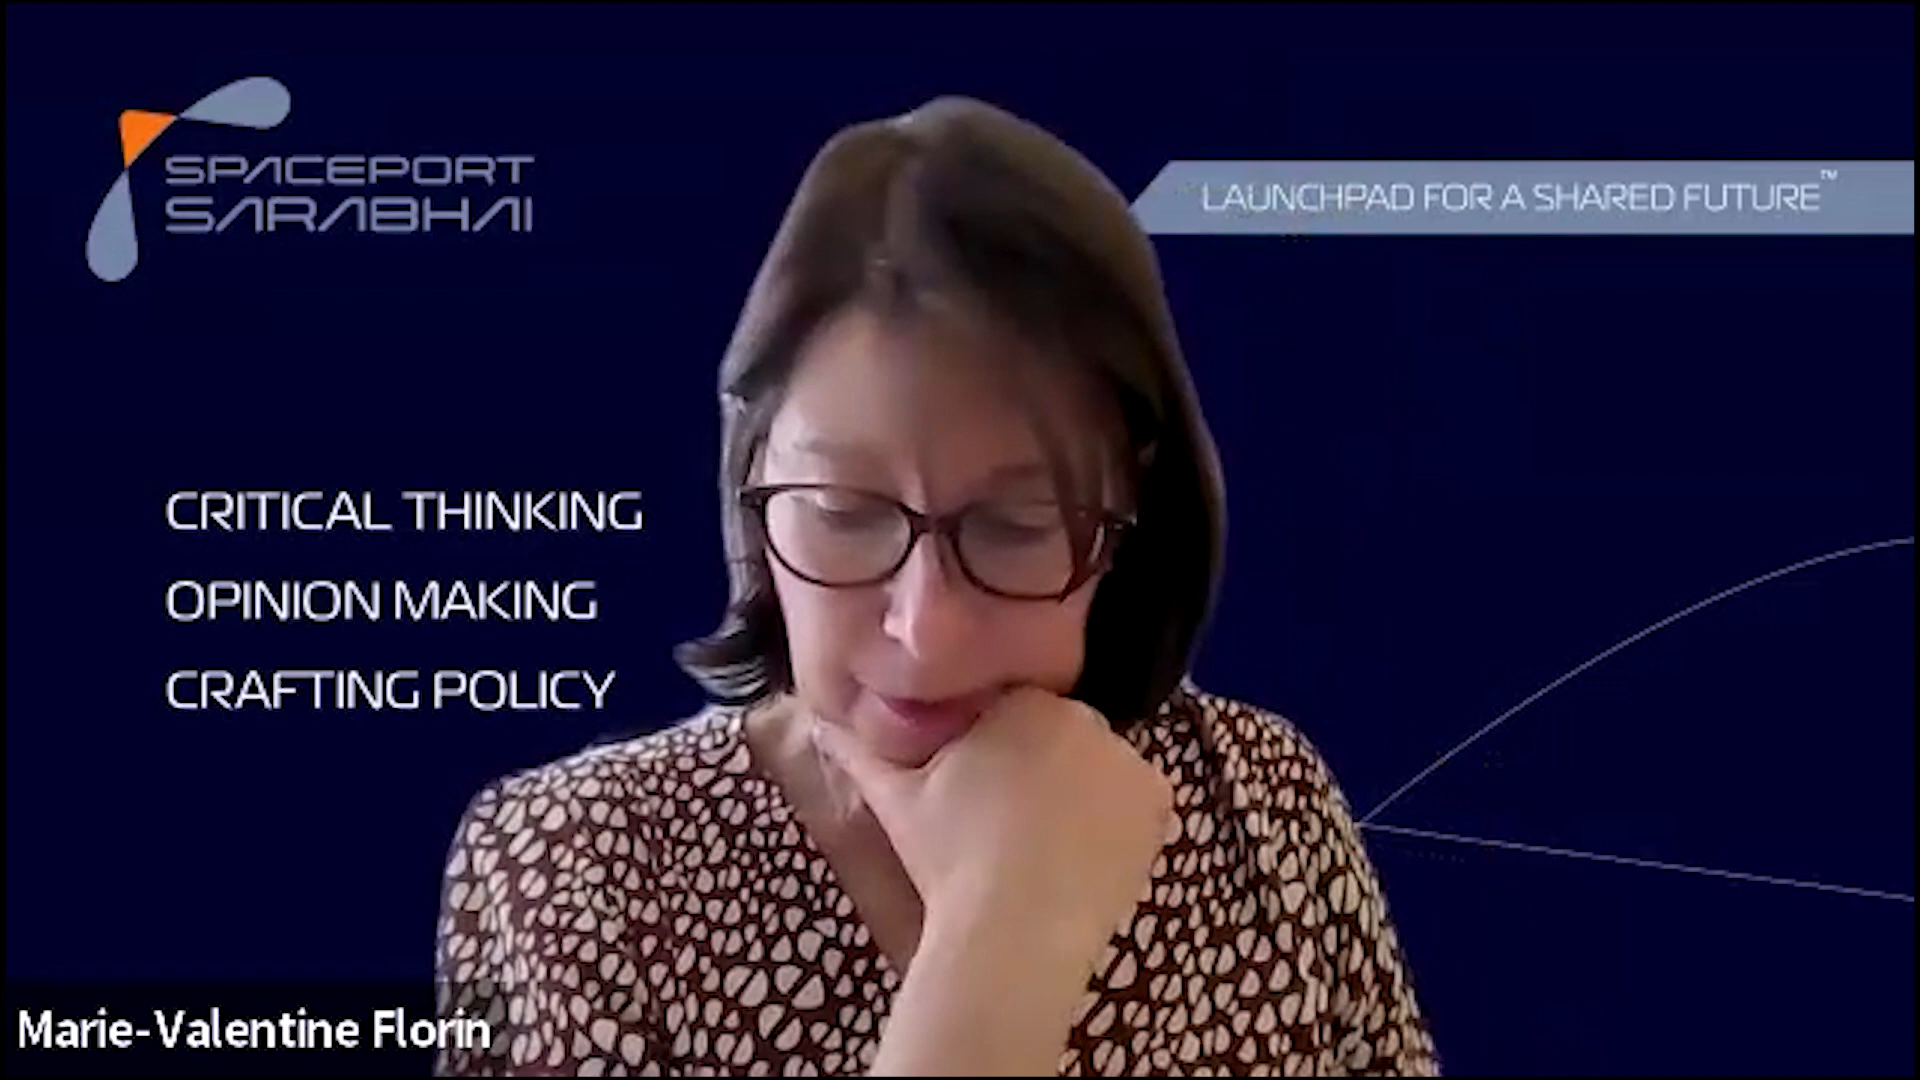 SPACEPORT
SARABHAI
LAUNCHPAD FOR A SHARED FUTURE™
CRITICAL THINKING
OPINION MAKING
CRAFTING POLICY
Marie-Valentine Florin